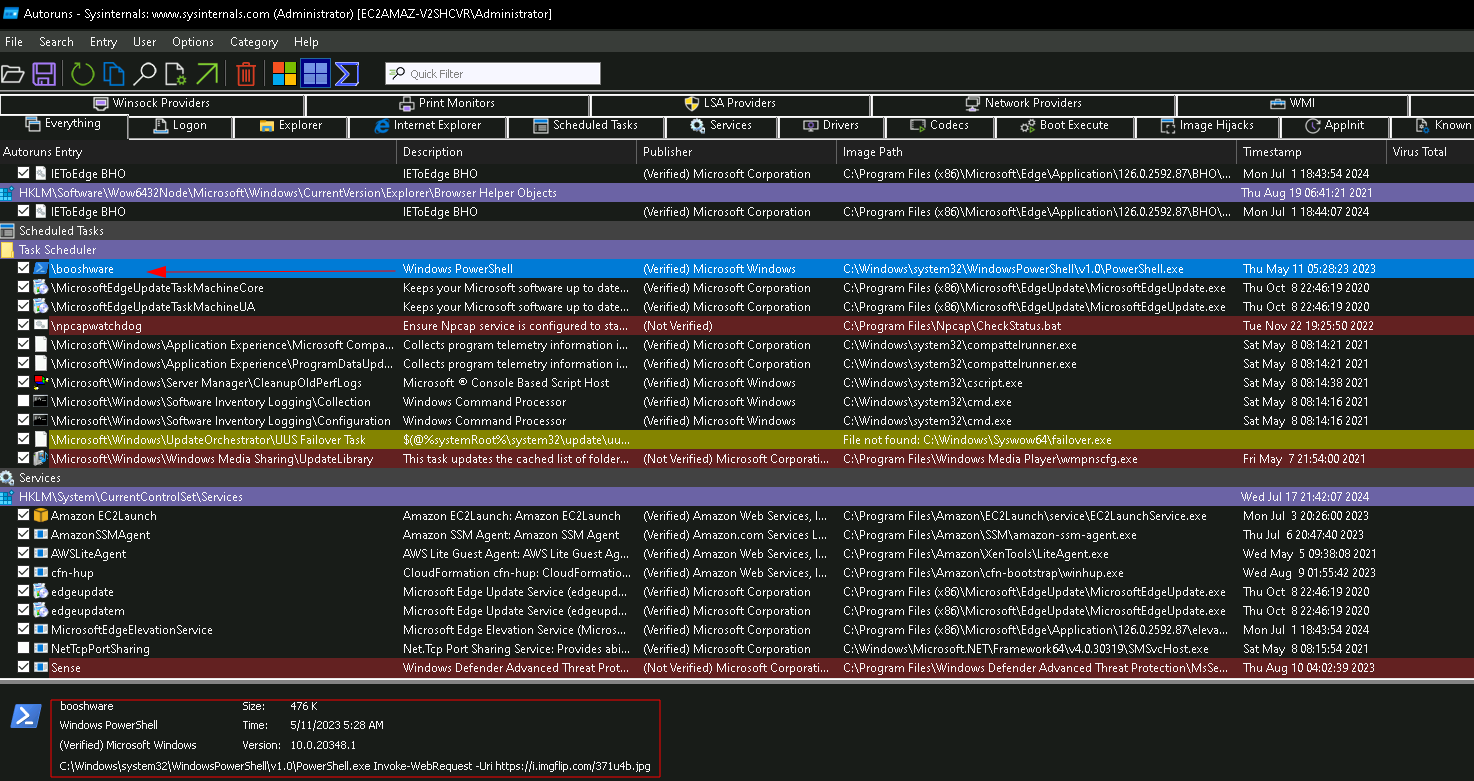 Autoruns - Sysinternals: www.sysinternals.com (Administrator) [EC2AMAZ-V2SHCVR\Administrator]
File Search Entry User Options Category Help
Quick Filter
Winsock Providers Print Monitors LSA Providers Network Providers WMI
Everything Logon Explorer Internet Explorer Scheduled Tasks Services Drivers Codecs Boot Execute Image Hijacks AppInit Known
Autoruns Entry Description Publisher Image Path Timestamp Virus Total
IEToEdge BHO IEToEdge BHO (Verified) Microsoft Corporation C:\Program Files (x86)\Microsoft\Edge\Application\126.0.2592.87\BHO\... Mon Jul 1 18:43:54 2024
HKLM\Software\Wow6432Node\Microsoft\Windows\CurrentVersion\Explorer\Browser Helper Objects Thu Aug 19 06:41:21 2021
IEToEdge BHO IEToEdge BHO (Verified) Microsoft Corporation C:\Program Files (x86)\Microsoft\Edge\Application\126.0.2592.87\BHO\... Mon Jul 1 18:44:07 2024
Scheduled Tasks
Task Scheduler
\booshware Windows PowerShell (Verified) Microsoft Windows C:\Windows\system32\WindowsPowerShell\v1.0\PowerShell.exe Thu May 11 05:28:23 2023
\MicrosoftEdgeUpdateTaskMachineCore Keeps your Microsoft software up to date... (Verified) Microsoft Corporation C:\Program Files (x86)\Microsoft\EdgeUpdate\MicrosoftEdgeUpdate.exe Thu Oct 8 22:46:19 2020
\MicrosoftEdgeUpdateTaskMachineUA Keeps your Microsoft software up to date... (Verified) Microsoft Corporation C:\Program Files (x86)\Microsoft\EdgeUpdate\MicrosoftEdgeUpdate.exe Thu Oct 8 22:46:19 2020
\npcapwatchdog Ensure Npcap service is configured to sta... (Not Verified) C:\Program Files\Npcap\CheckStatus.bat Tue Nov 22 19:25:50 2022
\Microsoft\Windows\Application Experience\Microsoft Compa... Collects program telemetry information i... (Verified) Microsoft Corporation C:\Windows\system32\compattelrunner.exe Sat May 8 08:14:21 2021
\Microsoft\Windows\Application Experience\ProgramDataUpd... Collects program telemetry information i... (Verified) Microsoft Corporation C:\Windows\system32\compattelrunner.exe Sat May 8 08:14:21 2021
\Microsoft\Windows\Server Manager\CleanupOldPerfLogs Microsoft ® Console Based Script Host (Verified) Microsoft Windows C:\Windows\system32\cscript.exe Sat May 8 08:14:38 2021
\Microsoft\Windows\Software Inventory Logging\Collection Windows Command Processor (Verified) Microsoft Windows C:\Windows\system32\cmd.exe Sat May 8 08:14:16 2021
\Microsoft\Windows\Software Inventory Logging\Configuration Windows Command Processor (Verified) Microsoft Windows C:\Windows\system32\cmd.exe Sat May 8 08:14:16 2021
\Microsoft\Windows\UpdateOrchestrator\UUS Failover Task $(@%systemRoot%\system32\update\uu... File not found: C:\Windows\Syswow64\failover.exe
\Microsoft\Windows\Windows Media Sharing\UpdateLibrary This task updates the cached list of folder... (Not Verified) Microsoft Corporati... C:\Program Files\Windows Media Player\wmpnscfg.exe Fri May 7 21:54:00 2021
Services
HKLM\System\CurrentControlSet\Services Wed Jul 17 21:42:07 2024
Amazon EC2Launch Amazon EC2Launch: Amazon EC2Launch (Verified) Amazon Web Services, I... C:\Program Files\Amazon\EC2Launch\service\EC2LaunchService.exe Mon Jul 3 20:26:00 2023
AmazonSSMAgent Amazon SSM Agent: Amazon SSM Agent (Verified) Amazon.com Services L... C:\Program Files\Amazon\SSM\amazon-ssm-agent.exe Thu Jul 6 20:47:40 2023
AWSLiteAgent AWS Lite Guest Agent: AWS Lite Guest Ag... (Verified) Amazon Web Services, I... C:\Program Files\Amazon\XenTools\LiteAgent.exe Wed May 5 09:38:08 2021
cfn-hup CloudFormation cfn-hup: CloudFormatio... (Verified) Amazon Web Services, I... C:\Program Files\Amazon\cfn-bootstrap\winhup.exe Wed Aug 9 01:55:42 2023
edgeupdate Microsoft Edge Update Service (edgeupd... (Verified) Microsoft Corporation C:\Program Files (x86)\Microsoft\EdgeUpdate\MicrosoftEdgeUpdate.exe Thu Oct 8 22:46:19 2020
edgeupdatem Microsoft Edge Update Service (edgeupd... (Verified) Microsoft Corporation C:\Program Files (x86)\Microsoft\EdgeUpdate\MicrosoftEdgeUpdate.exe Thu Oct 8 22:46:19 2020
MicrosoftEdgeElevationService Microsoft Edge Elevation Service (Micros... (Verified) Microsoft Corporation C:\Program Files (x86)\Microsoft\Edge\Application\126.0.2592.87\eleva... Mon Jul 1 18:43:54 2024
NetTcpPortSharing Net.Tcp Port Sharing Service: Provides abi... (Verified) Microsoft Corporation C:\Windows\Microsoft.NET\Framework64\v4.0.30319\SMSvcHost.exe Sat May 8 08:15:54 2021
Sense Windows Defender Advanced Threat Prot... (Not Verified) Microsoft Corporati... C:\Program Files\Windows Defender Advanced Threat Protection\MsSe... Thu Aug 10 04:02:39 2023
booshware Size: 476 K
Windows PowerShell Time: 5/11/2023 5:28 AM
(Verified) Microsoft Windows Version: 10.0.20348.1
C:\Windows\system32\WindowsPowerShell\v1.0\PowerShell.exe Invoke-WebRequest -Uri https://i.imgflip.com/371u4b.jpg